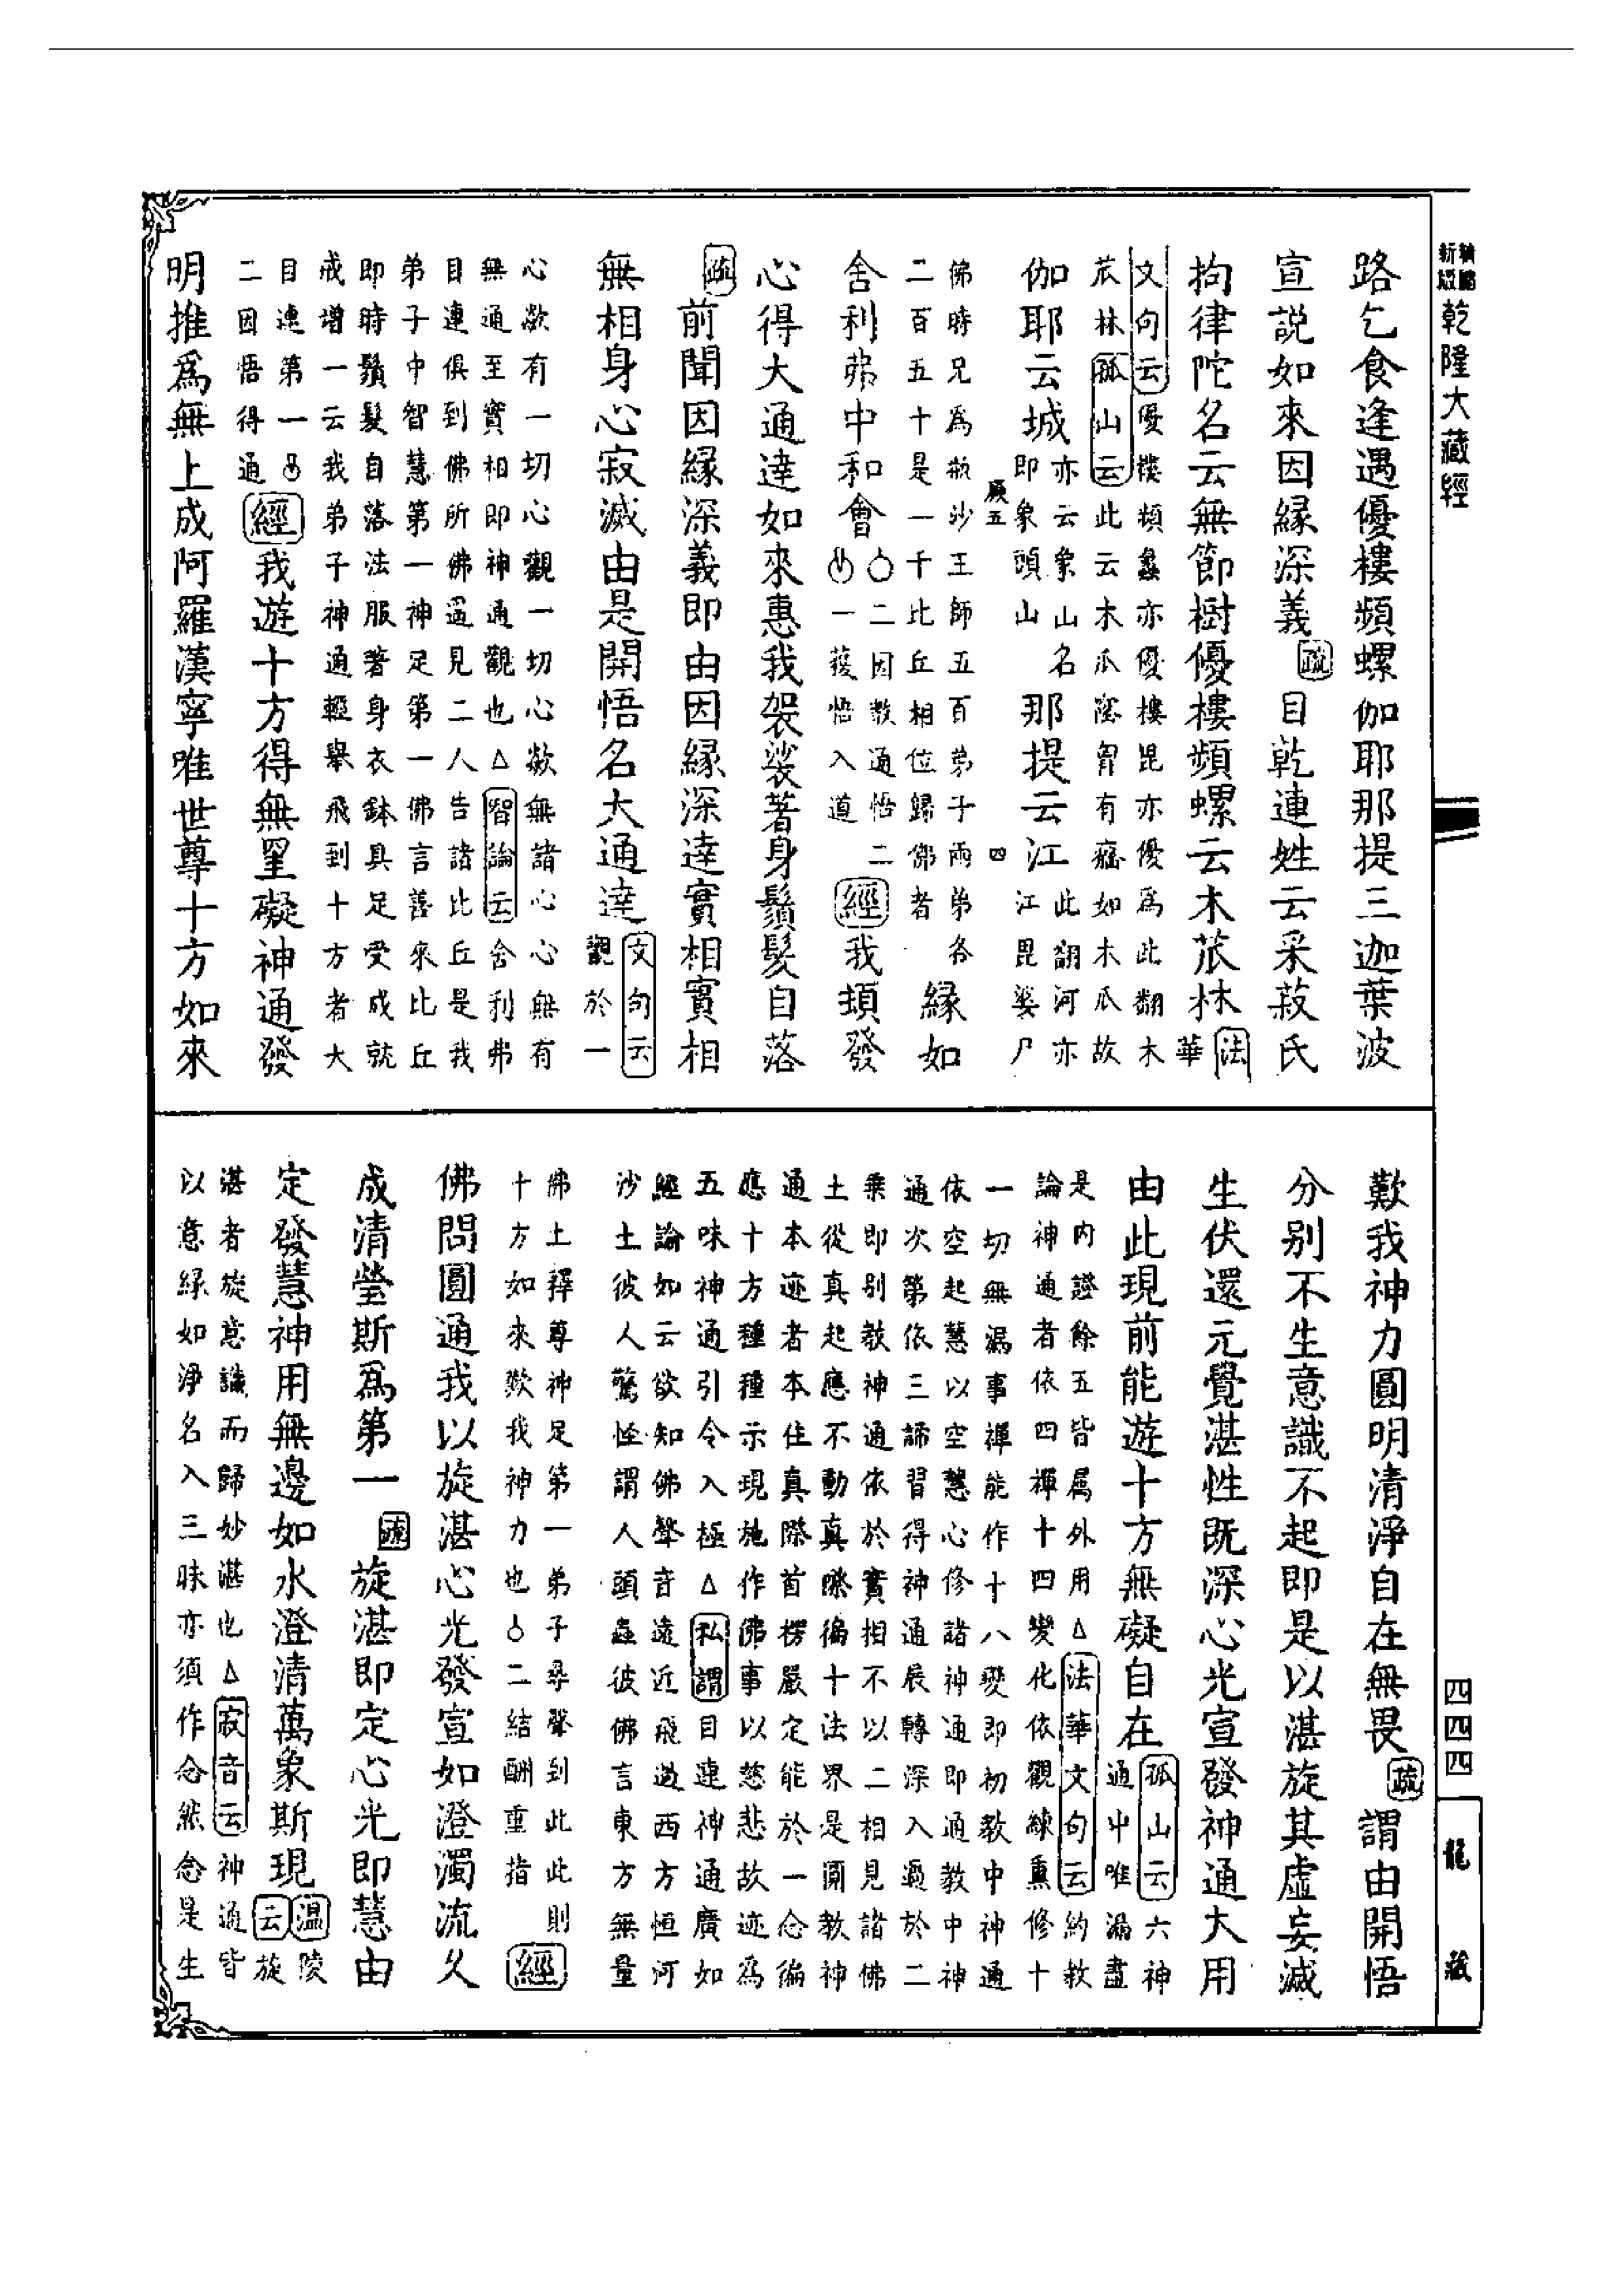 乾隆大藏經
路乞食逢遇優樓頻螺伽耶那提三迦葉波
宣說如來因緣深義疏目乾連姓云采菽氏
拘律陀名云無節樹優樓頻螺云木苽林法華
文句云優樓頻蠡亦優樓毘亦優為此翻木
苽林孤山云此云木瓜癃胷有癃如木瓜故
伽耶云城亦云象山名即象頭山那提云江此翻河亦江毘婆尸
厥五 四
佛時兄為瓶沙王師五百弟子兩弟各
二百五十是一千比丘相位歸佛者緣如
舍利弗中和會○二因教通悟二一獲悟入道經我頓發
心得大通達如來惠我袈裟著身鬚髮自落
疏前聞因緣深義即由因緣深達實相實相
無相身心寂滅由是開悟名大通達文句云觀於一
心歘有一切心觀一切心歘無諸心心無有
無通至實相即神通觀也△智論云舍利弗
目連俱到佛所佛遥見二人告諸比丘是我
弟子中智慧第一神足第一佛言善來比丘
即時鬚髮自落法服著身衣鉢具足受成就
戒增一云我弟子神通輕舉飛到十方者大
目連第一
二因悟得通經我遊十方得無罣礙神通發
明推爲無上成阿羅漢寧唯世尊十方如來
歎我神力圓明清淨自在無畏疏謂由開悟
分别不生意識不起即是以湛旋其虛妄滅
生伏還元覺湛性既深心光宣發神通大用
由此現前能遊十方無礙自在孤山云六神通中唯漏盡
是内證餘五皆屬外用△法華文句云約教
論神通者依四禪十四變化依觀練熏修十
一切無漏事禪能作十八變即初教中神通
依空起慧以空慧心修諸神通即通教中神
通次第依三諦習得神通展轉深入過於二
乗即别教神通依於實相不以二相見諸佛
土從真起應不動真際徧十法界是圓教神
通本迹者本住真際首楞嚴定能於一念徧
應十方種種示現施作佛事以慈悲故迹為
五味神通引令入極△私謂目連神通廣如
經論如云欲知佛聲音遠近飛過西方恒河
沙土彼人驚怪謂人頭蟲彼佛言東方無量
佛土釋尊神足第一弟子尋聲到此此則
十方如來歎我神力也二結酬重指經
佛問圓通我以旋湛心光發宣如澄濁流久
成清瑩斯爲第一疏旋湛即定心光即慧由
定發慧神用無邊如水澄清萬象斯現溫陵云旋
湛者旋意識而歸妙湛也△寂音云神通皆
以意緣如淨名入三昧亦須作念然念是生
四四四
龍藏